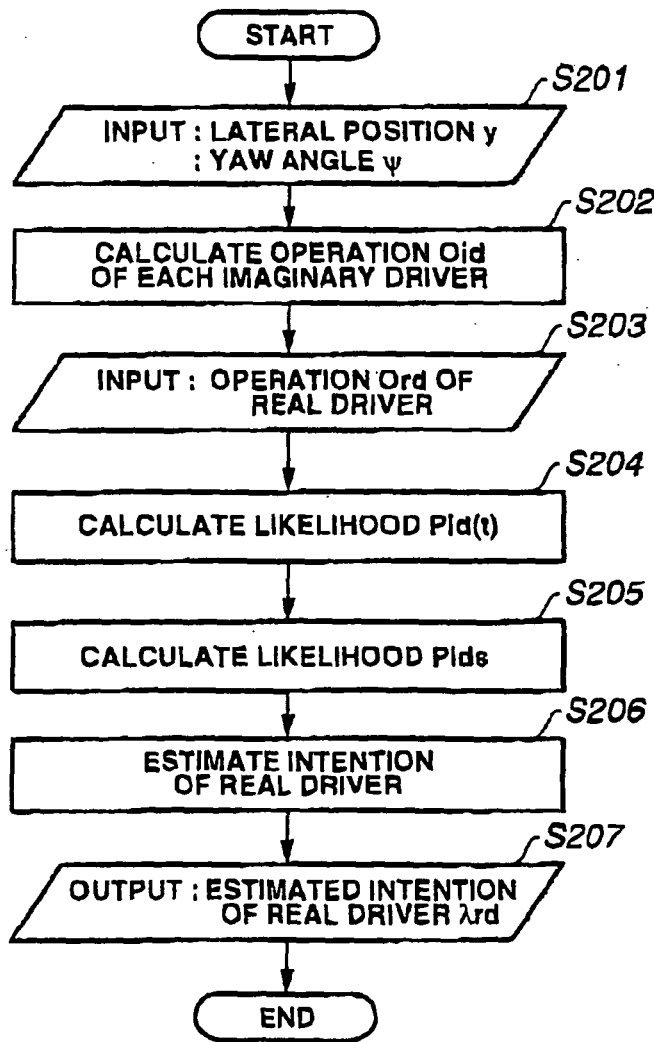 START
S201
INPUT : LATERAL POSITION y
: YAW ANGLE ψ
S202
CALCULATE OPERATION Oid
OF EACH IMAGINARY DRIVER
S203
INPUT : OPERATION Ord OF
REAL DRIVER
S204
CALCULATE LIKELIHOOD Pid(t)
S205
CALCULATE LIKELIHOOD Pids
S206
ESTIMATE INTENTION
OF REAL DRIVER
S207
OUTPUT : ESTIMATED INTENTION
OF REAL DRIVER λrd
END